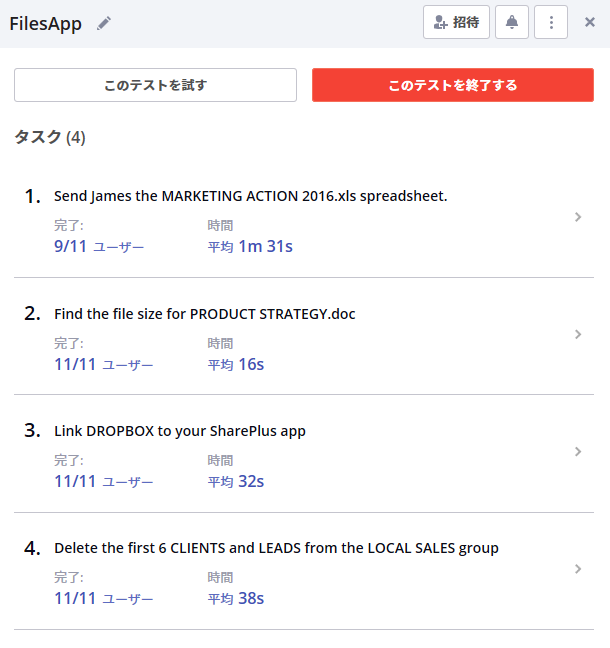 FilesApp 招待
このテストを試す このテストを終了する
タスク (4)
1. Send James the MARKETING ACTION 2016.xls spreadsheet.
完了: 時間
9/11 ユーザー 平均 1m 31s
2. Find the file size for PRODUCT STRATEGY.doc
完了: 時間
11/11 ユーザー 平均 16s
3. Link DROPBOX to your SharePlus app
完了: 時間
11/11 ユーザー 平均 32s
4. Delete the first 6 CLIENTS and LEADS from the LOCAL SALES group
完了: 時間
11/11 ユーザー 平均 38s